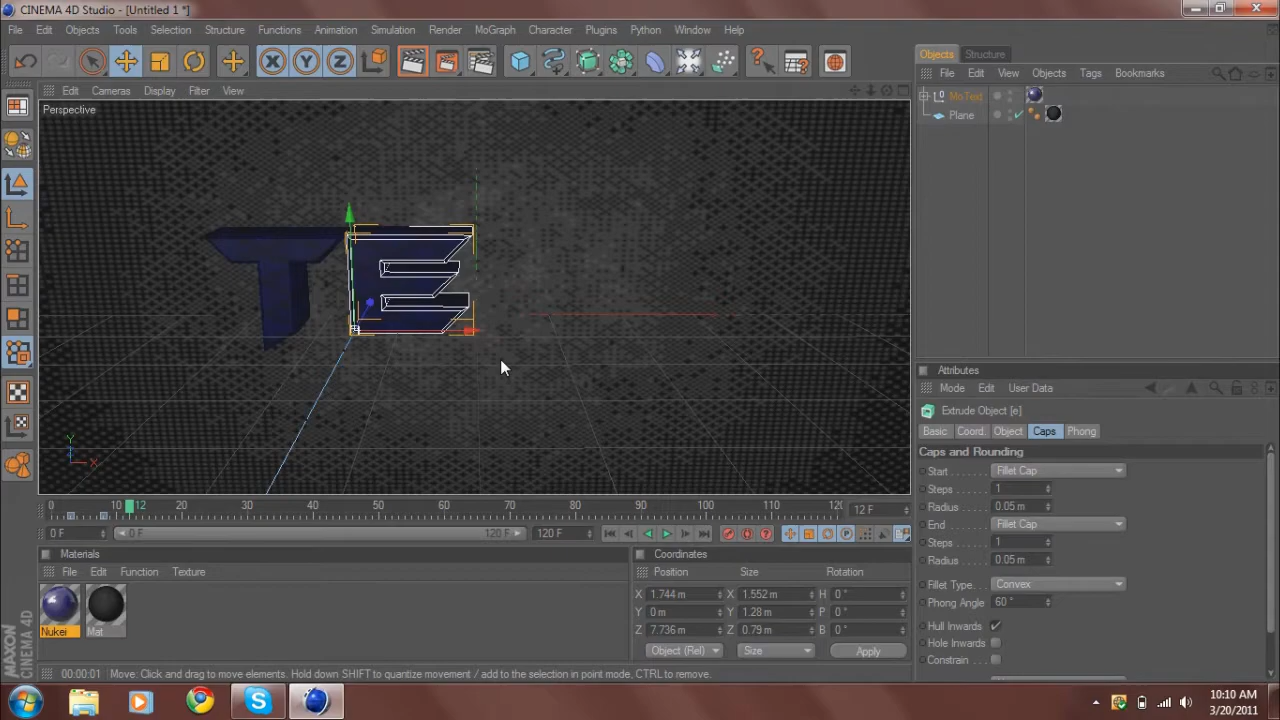 CINEMA 4D Studio - [Untitled 1 *]
File Edit Objects Tools Selection Structure Functions Animation Render MoGraph Character Plugins Python Window Help
X Y Z
Objects Structure
File Edit View Objects Tags Bookmarks
Edit Cameras Display Filter View
Perspective
MoText
Plane
TE
Y
X
Attributes
Mode Edit User Data
Extrude Object [e]
Basic Coord. Object Caps Phong
Caps and Rounding
Start Fillet Cap
Steps 1
Radius 0.05 m
End Fillet Cap
Steps 1
Radius 0.05 m
Fillet Type Convex
Phong Angle 60 °
Hull Inwards
Hole Inwards
Constrain
0 10 12 20 30 40 50 60 70 80 90 100 110 120 12 F
0 F 0 F 120 F 120 F
Materials
File Edit Function Texture
Nukei Mat
Coordinates
Position Size Rotation
X 1.744 m X 1.552 m H 0 °
Y 0 m Y 1.28 m P 0 °
Z 7.736 m Z 0.79 m B 0 °
Object (Rel) Size Apply
MAXON
CINEMA 4D
00:00:01 Move: Click and drag to move elements. Hold down SHIFT to quantize movement / add to the selection in point mode, CTRL to remove.
10:10 AM
3/20/2011